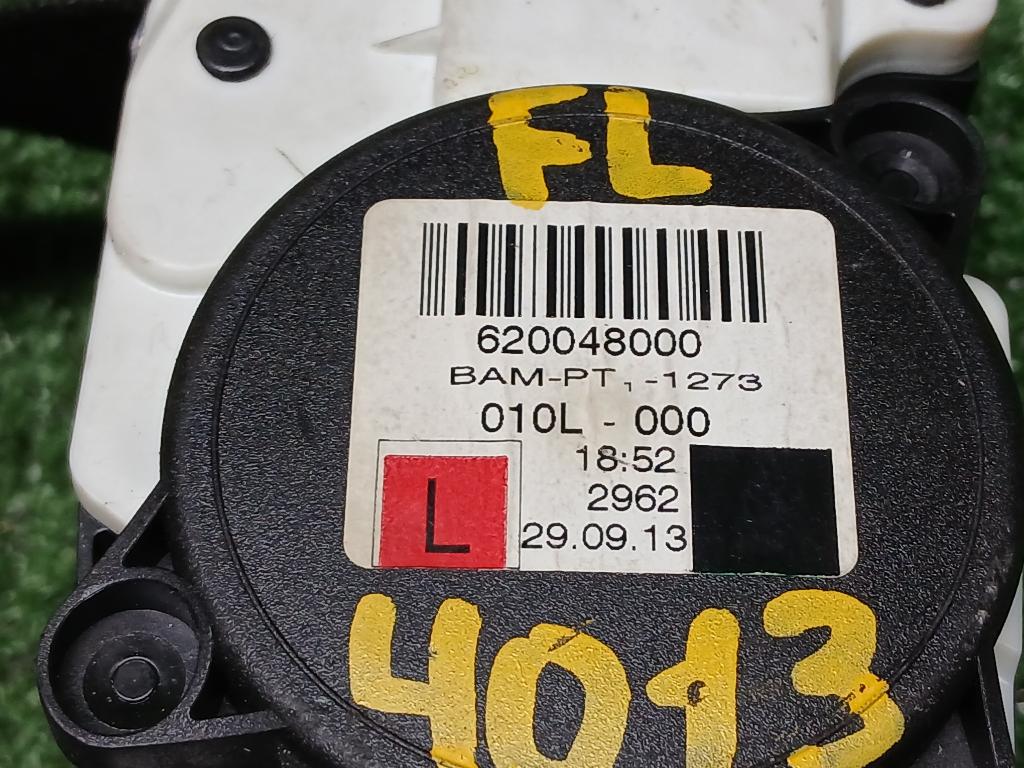 FL
620048000
BAM-PT₁-1273
010L - 000
18:52
L
2962
29.09.13
4013